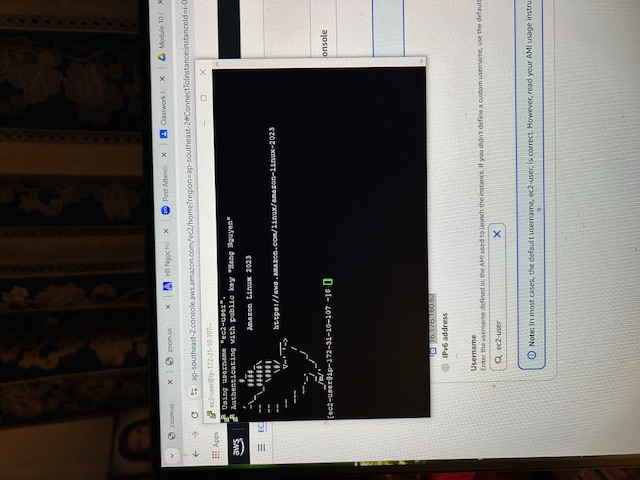 zoom.us
zoom.us
Hồ Ngọc H
Post Attend
Classwork f
Module 10
ap-southeast-2.console.aws.amazon.com/ec2/home?region=ap-southeast-2#ConnectToInstance:instanceId=i-0
Apps
ec2-user@ip-172-31-10-107:~
aws
EC
Using username "ec2-user".
Authenticating with public key "Hang Nguyen"
Amazon Linux 2023
https://aws.amazon.com/linux/amazon-linux-2023
[ec2-user@ip-172-31-10-107 ~]$
onsole
16.176.160.62
IPv6 address
Username
Enter the username defined in the AMI used to launch the instance. If you didn't define a custom username, use the default
ec2-user
Note: In most cases, the default username, ec2-user, is correct. However, read your AMI usage instru